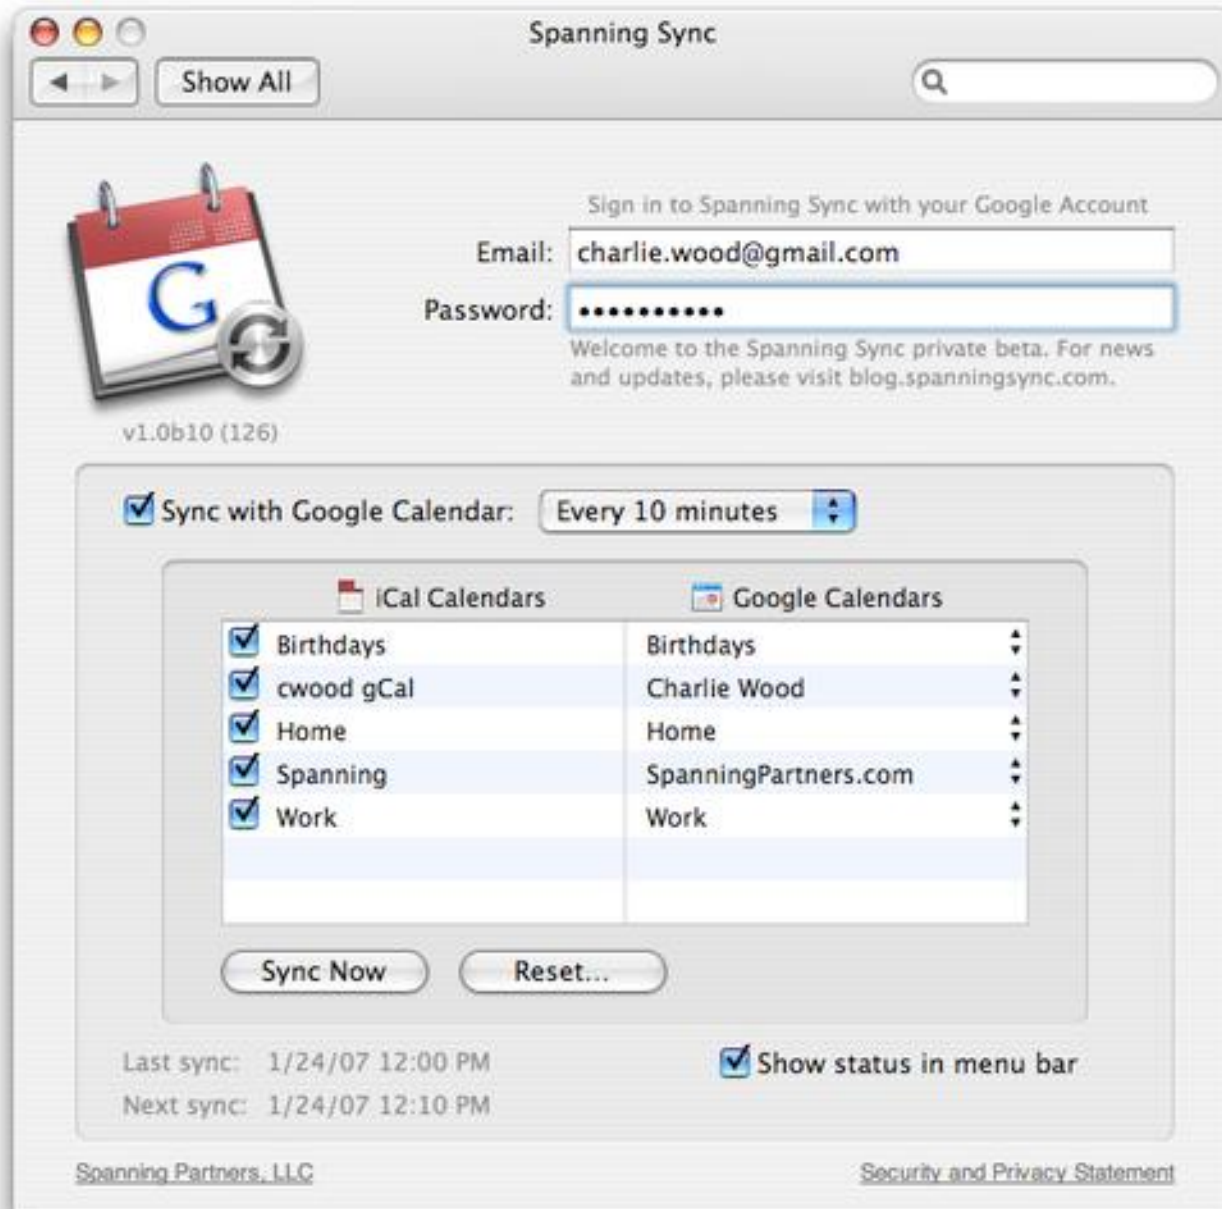 Spanning Sync
Show All
Sign in to Spanning Sync with your Google Account
Email: charlie.wood@gmail.com
Password: ••••••••••
Welcome to the Spanning Sync private beta. For news
and updates, please visit blog.spanningsync.com.
G
v1.0b10 (126)
Sync with Google Calendar: Every 10 minutes
iCal Calendars Google Calendars
Birthdays Birthdays
cwood gCal Charlie Wood
Home Home
Spanning SpanningPartners.com
Work Work
Sync Now Reset...
Last sync: 1/24/07 12:00 PM Show status in menu bar
Next sync: 1/24/07 12:10 PM
Spanning Partners, LLC Security and Privacy Statement